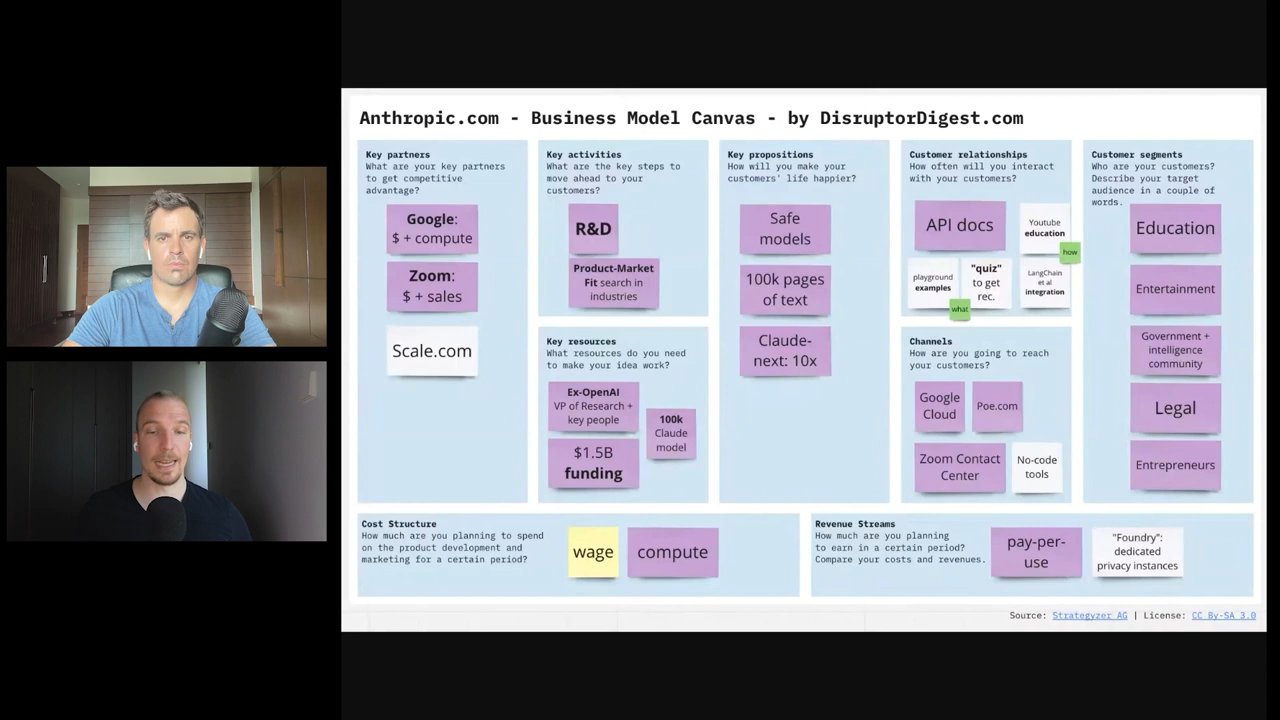 Anthropic.com - Business Model Canvas - by DisruptorDigest.com
Key partners
What are your key partners
to get competitive
advantage?
Google:
$ + compute
Zoom:
$ + sales
Scale.com
Key activities
What are the key steps to
move ahead to your
customers?
R&D
Product-Market
Fit search in
industries
Key resources
What resources do you need
to make your idea work?
Ex-OpenAI
VP of Research +
key people
100k
Claude
model
$1.5B
funding
Key propositions
How will you make your
customers' life happier?
Safe
models
100k pages
of text
Claude-
next: 10x
Customer relationships
How often will you interact
with your customers?
API docs
Youtube
education
how
playground
examples
"quiz"
to get
rec.
LangChain
et al
integration
what
Channels
How are you going to reach
your customers?
Google
Cloud
Poe.com
Zoom Contact
Center
No-code
tools
Customer segments
Who are your customers?
Describe your target
audience in a couple of
words.
Education
Entertainment
Government +
intelligence
community
Legal
Entrepreneurs
Cost Structure
How much are you planning to spend
on the product development and
marketing for a certain period?
wage
compute
Revenue Streams
How much are you planning
to earn in a certain period?
Compare your costs and revenues.
pay-per-
use
"Foundry":
dedicated
privacy instances
Source: Strategyzer AG | License: CC By-SA 3.0